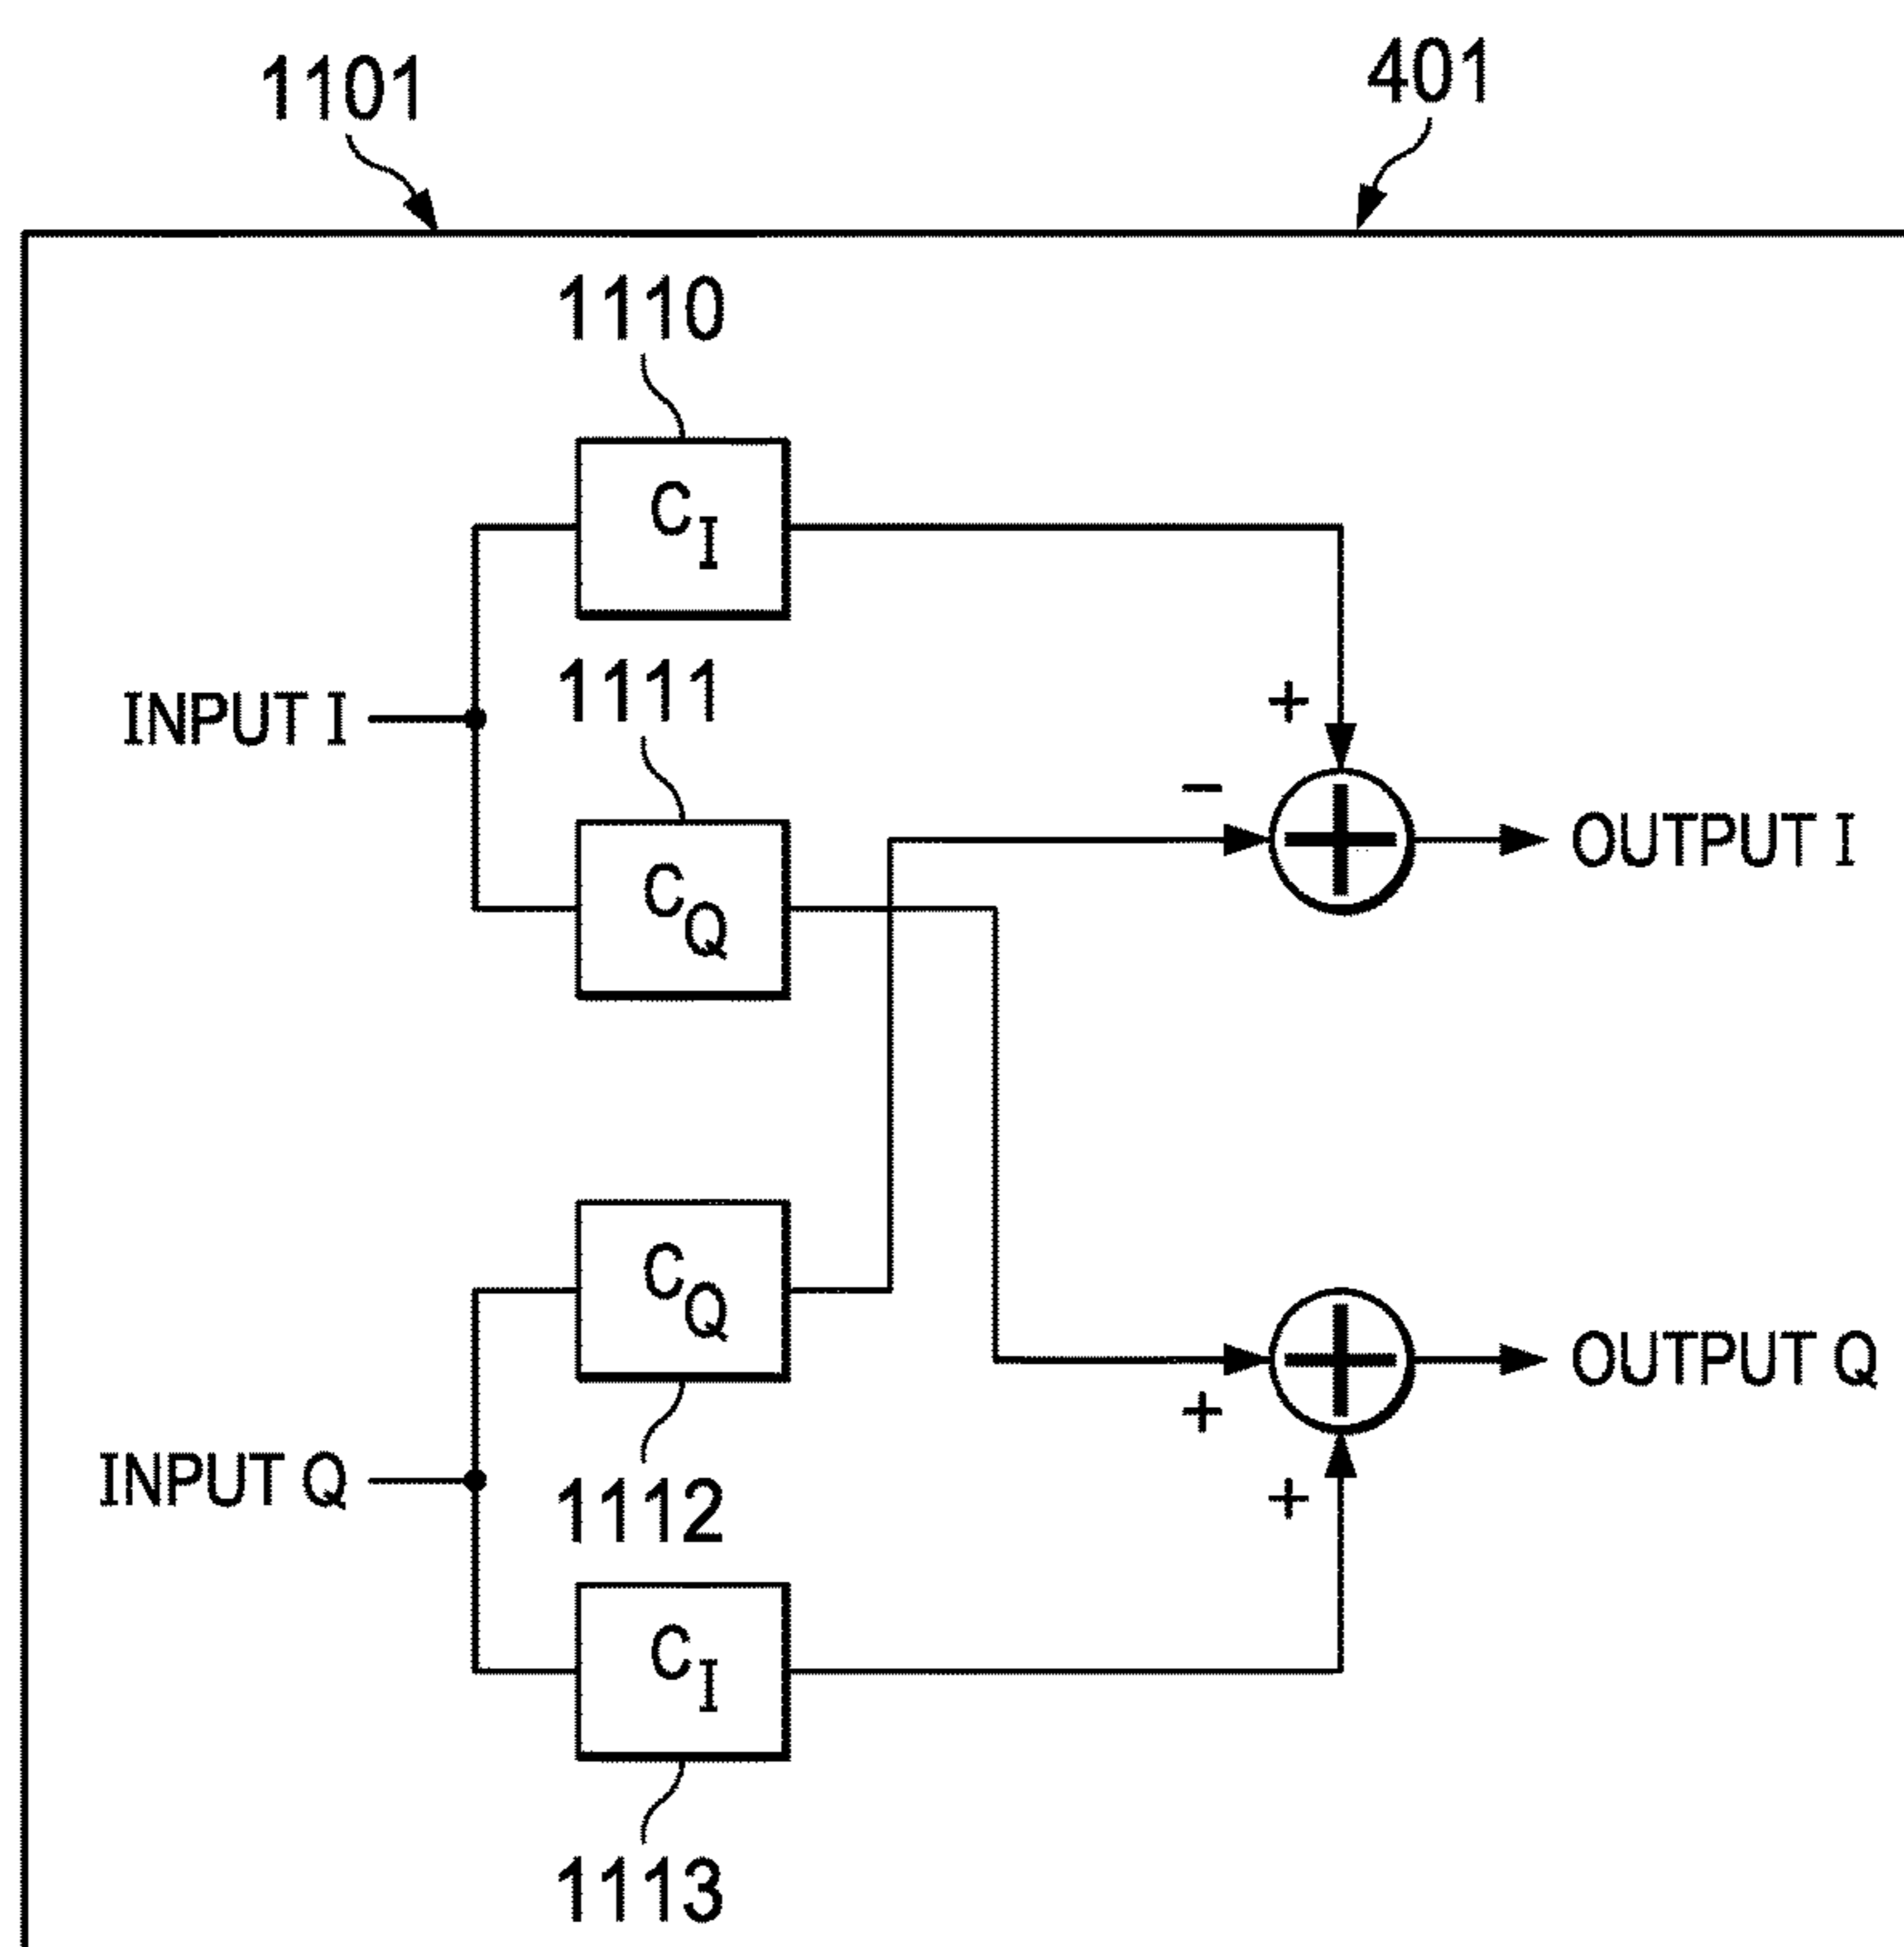 1101
401
1110
C_I
1111
INPUT I
+
−
C_Q
OUTPUT I
C_Q
OUTPUT Q
+
INPUT Q
1112
+
C_I
1113